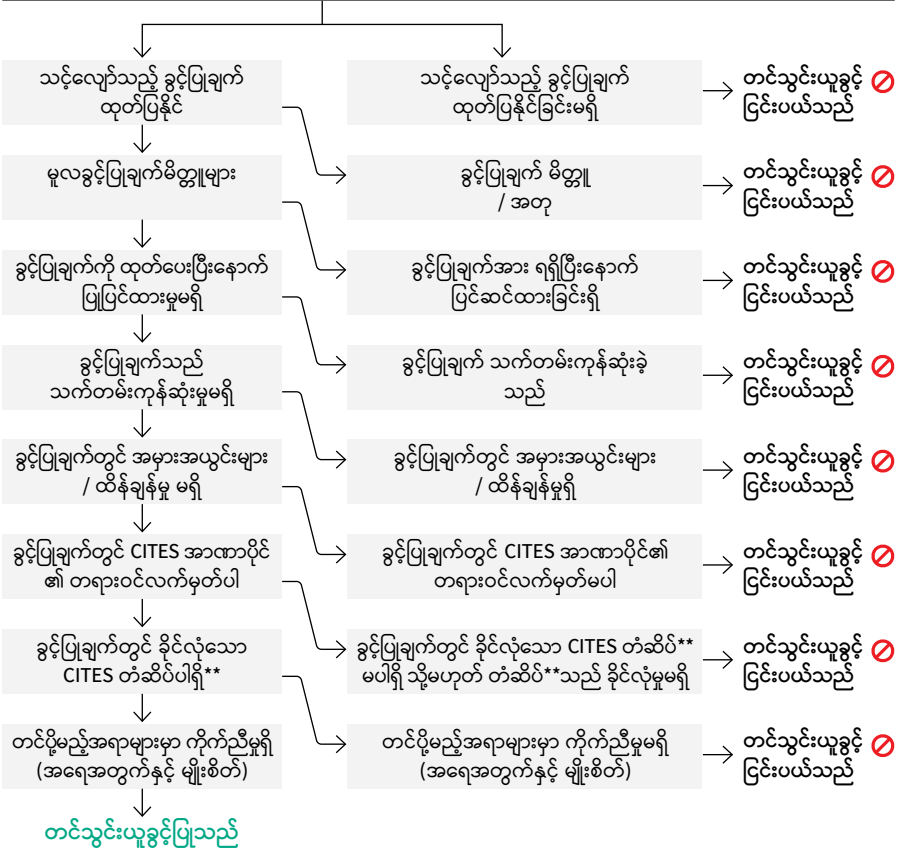 သင့်လျော်သည့် ခွင့်ပြုချက်
ထုတ်ပြနိုင်
သင့်လျော်သည့် ခွင့်ပြုချက်
ထုတ်ပြနိုင်ခြင်းမရှိ
တင်သွင်းယူခွင့်
ငြင်းပယ်သည်
မူလခွင့်ပြုချက်မိတ္တူများ
ခွင့်ပြုချက် မိတ္တူ
/ အတု
တင်သွင်းယူခွင့်
ငြင်းပယ်သည်
ခွင့်ပြုချက်ကို ထုတ်ပေးပြီးနောက်
ပြုပြင်ထားမှုမရှိ
ခွင့်ပြုချက်အား ရရှိပြီးနောက်
ပြင်ဆင်ထားခြင်းရှိ
တင်သွင်းယူခွင့်
ငြင်းပယ်သည်
ခွင့်ပြုချက်သည်
သက်တမ်းကုန်ဆုံးမှုမရှိ
ခွင့်ပြုချက် သက်တမ်းကုန်ဆုံးခဲ့
သည်
တင်သွင်းယူခွင့်
ငြင်းပယ်သည်
ခွင့်ပြုချက်တွင် အမှားအယွင်းများ
/ ထိန်ချန်မှု မရှိ
ခွင့်ပြုချက်တွင် အမှားအယွင်းများ
/ ထိန်ချန်မှုရှိ
တင်သွင်းယူခွင့်
ငြင်းပယ်သည်
ခွင့်ပြုချက်တွင် CITES အာဏာပိုင်
၏ တရားဝင်လက်မှတ်ပါ
ခွင့်ပြုချက်တွင် CITES အာဏာပိုင်၏
တရားဝင်လက်မှတ်မပါ
တင်သွင်းယူခွင့်
ငြင်းပယ်သည်
ခွင့်ပြုချက်တွင် ခိုင်လုံသော
CITES တံဆိပ်ပါရှိ**
ခွင့်ပြုချက်တွင် ခိုင်လုံသော CITES တံဆိပ်**
မပါရှိ သို့မဟုတ် တံဆိပ်**သည် ခိုင်လုံမှုမရှိ
တင်သွင်းယူခွင့်
ငြင်းပယ်သည်
တင်ပို့မည့်အရာများမှာ ကိုက်ညီမှုရှိ
(အရေအတွက်နှင့် မျိုးစိတ်)
တင်ပို့မည့်အရာများမှာ ကိုက်ညီမှုမရှိ
(အရေအတွက်နှင့် မျိုးစိတ်)
တင်သွင်းယူခွင့်
ငြင်းပယ်သည်
တင်သွင်းယူခွင့်ပြုသည်